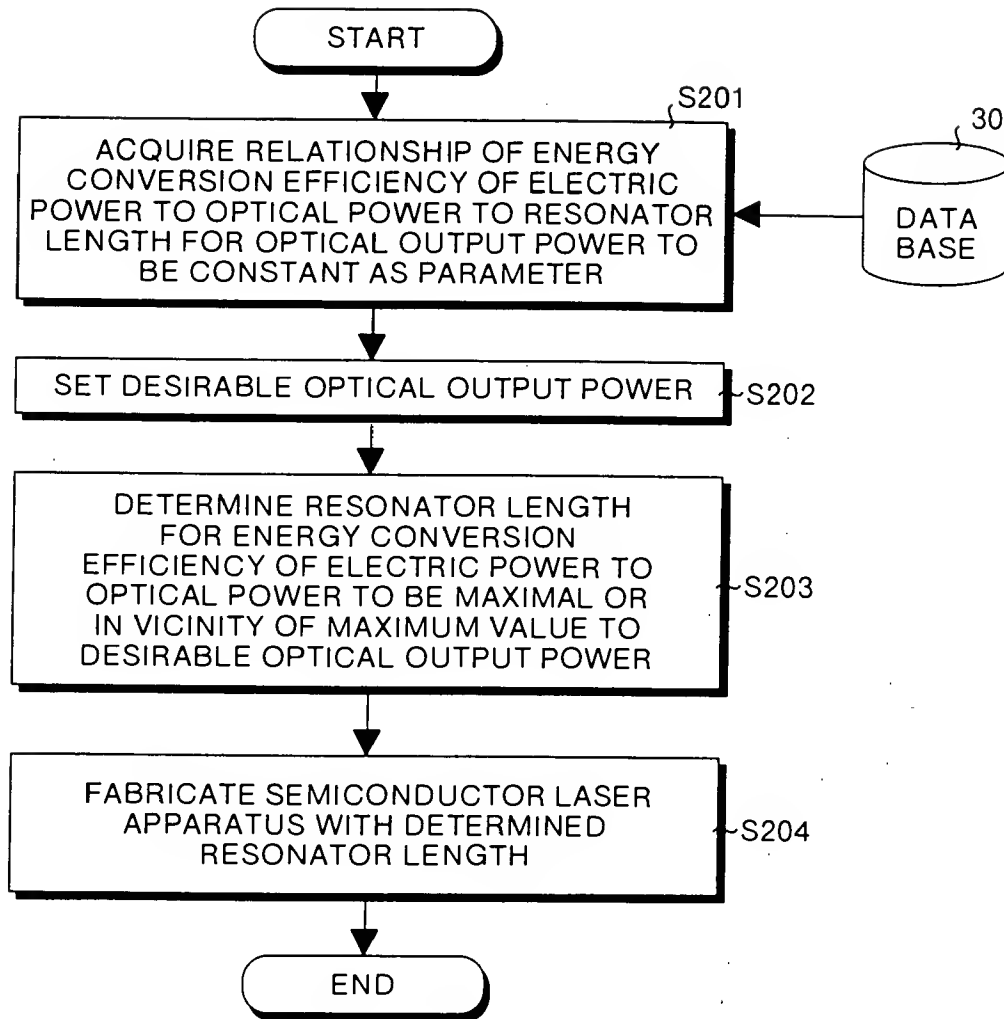 START
S201
30
ACQUIRE RELATIONSHIP OF ENERGY
CONVERSION EFFICIENCY OF ELECTRIC
POWER TO OPTICAL POWER TO RESONATOR
LENGTH FOR OPTICAL OUTPUT POWER TO
BE CONSTANT AS PARAMETER
DATA
BASE
SET DESIRABLE OPTICAL OUTPUT POWER
S202
DETERMINE RESONATOR LENGTH
FOR ENERGY CONVERSION
EFFICIENCY OF ELECTRIC POWER TO
OPTICAL POWER TO BE MAXIMAL OR
IN VICINITY OF MAXIMUM VALUE TO
DESIRABLE OPTICAL OUTPUT POWER
S203
FABRICATE SEMICONDUCTOR LASER
APPARATUS WITH DETERMINED
RESONATOR LENGTH
S204
END